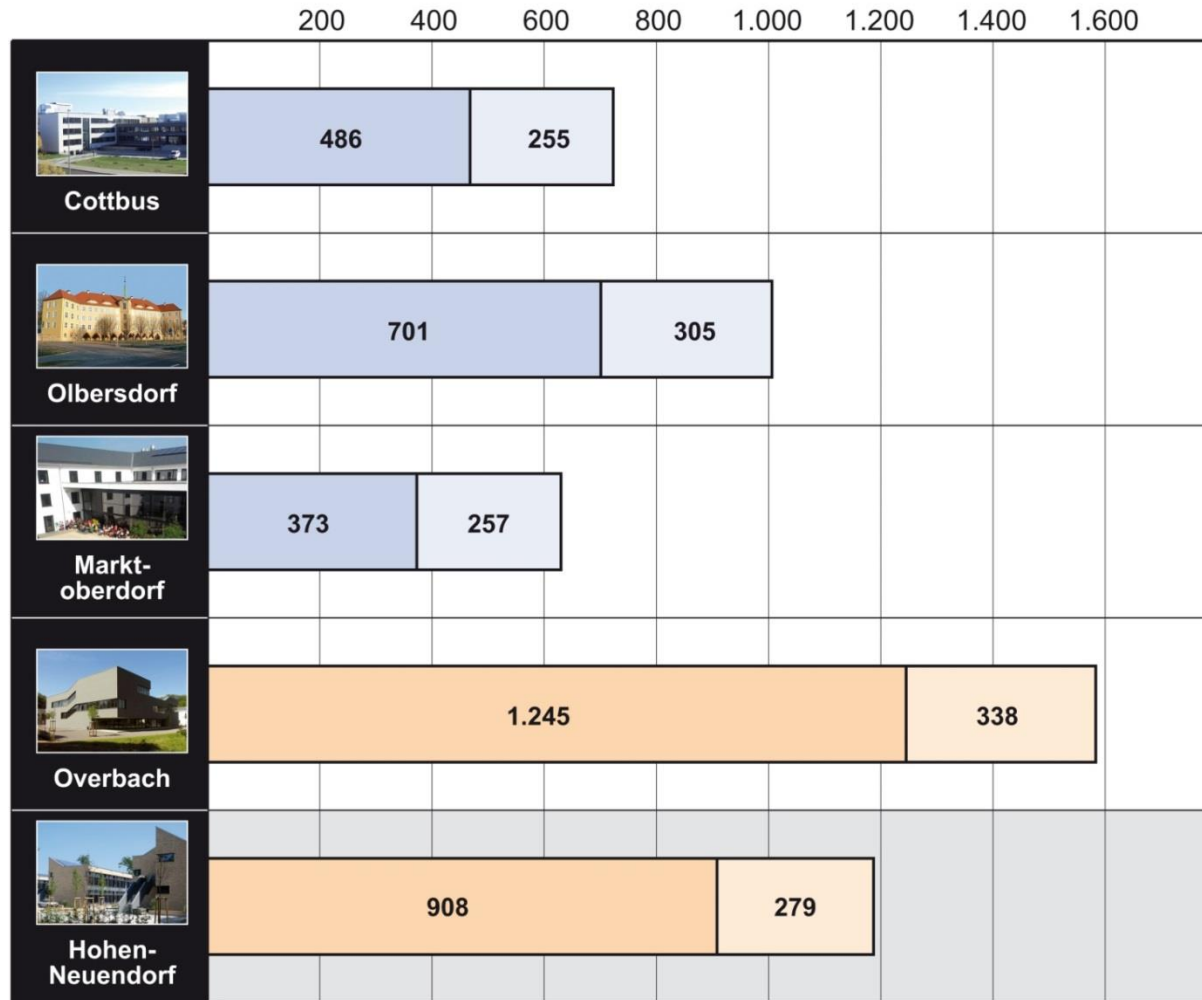 200 400 600 800 1.000 1.200 1.400 1.600
486 255
Cottbus
701 305
Olbersdorf
373 257
Markt-
oberdorf
1.245 338
Overbach
908 279
Hohen-
Neuendorf